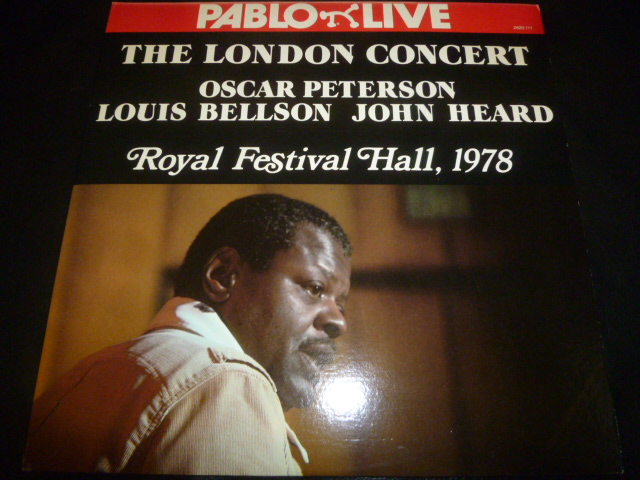 PABLO LIVE
THE LONDON CONCERT
OSCAR PETERSON
LOUIS BELLSON JOHN HEARD
Royal Festival Hall, 1978